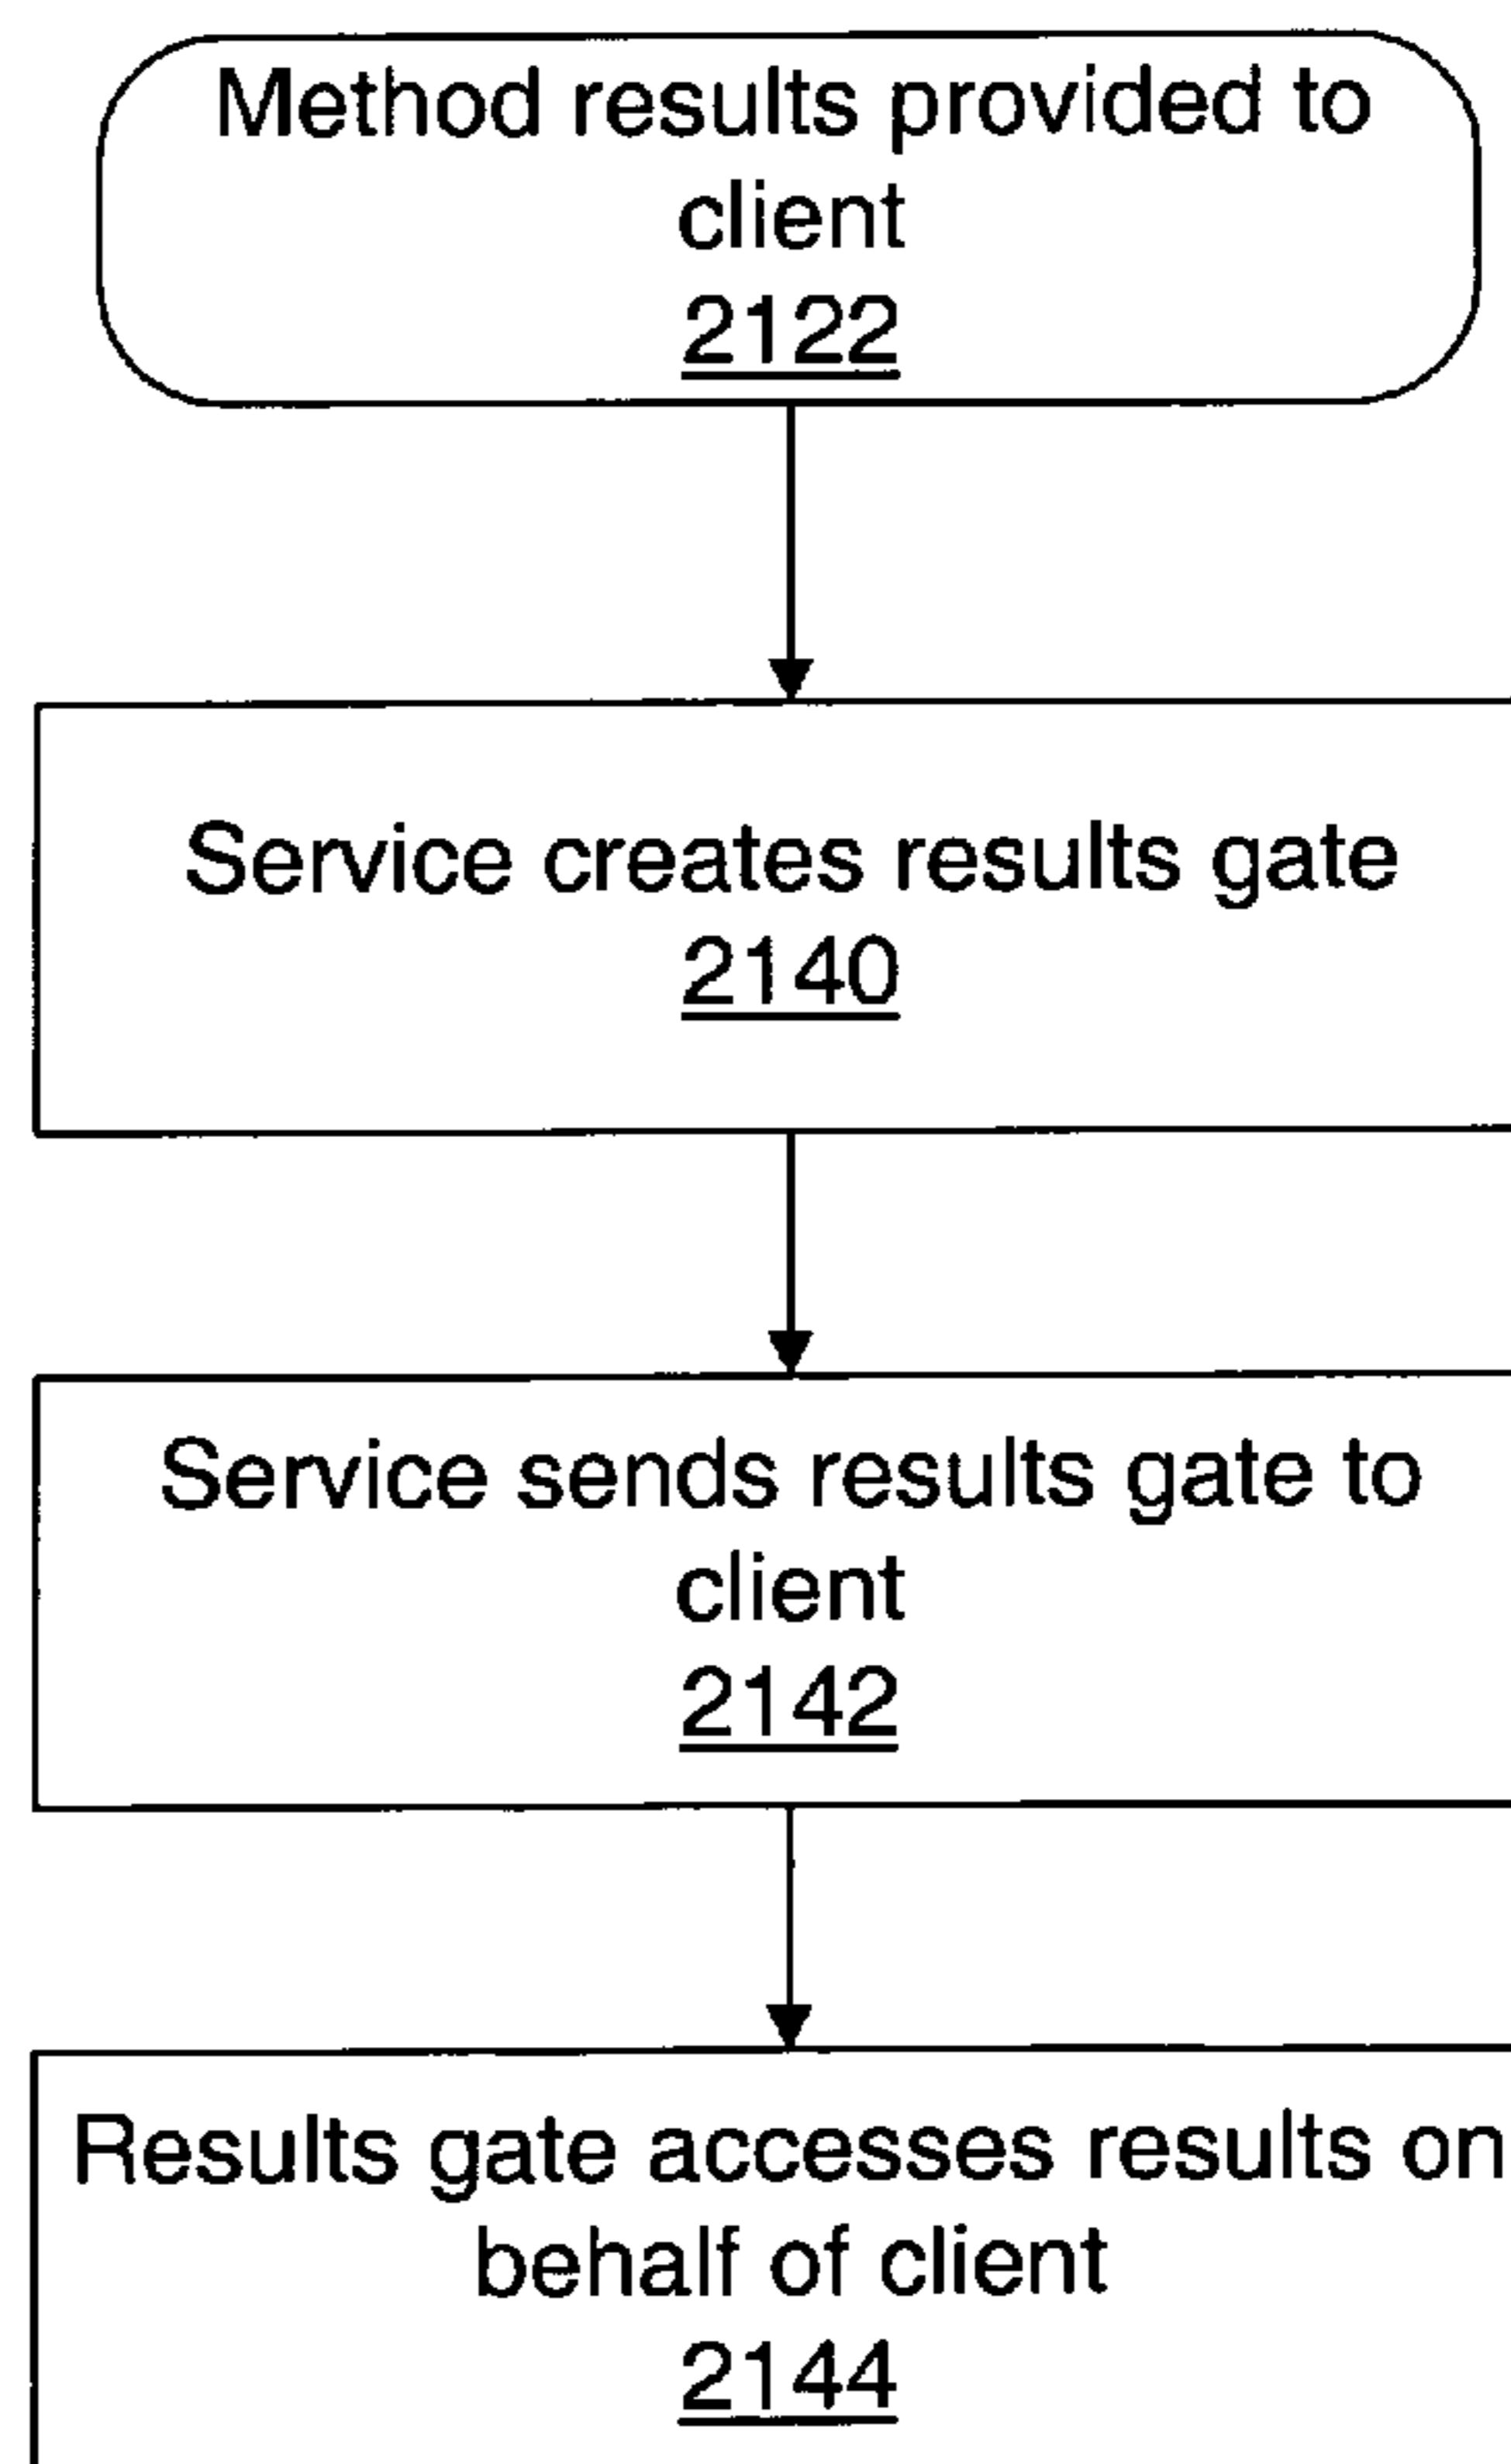 Method results provided to
client
2122
Service creates results gate
2140
Service sends results gate to
client
2142
Results gate accesses results on
behalf of client
2144